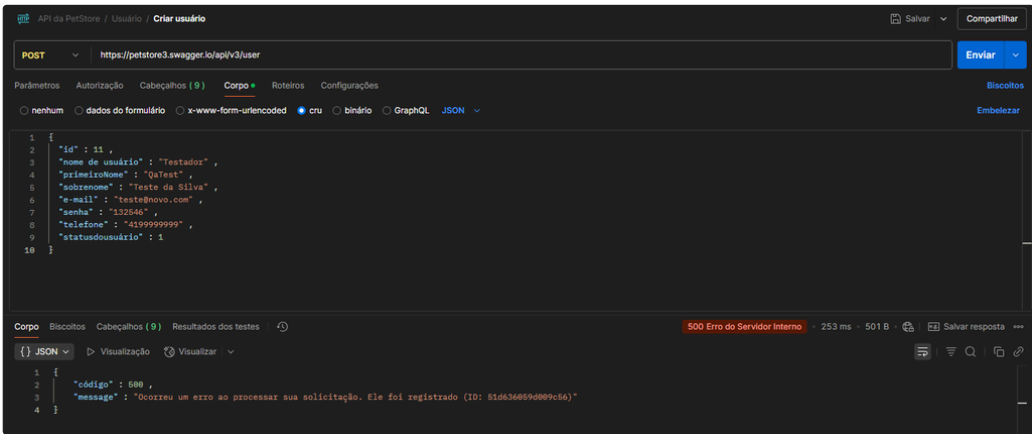 HTTP API da PetStore / Usuário / Criar usuário Salvar Compartilhar
POST https://petstore3.swagger.io/api/v3/user Enviar
Parâmetros Autorização Cabeçalhos (9) Corpo Roteiros Configurações Biscoitos
nenhum dados do formulário x-www-form-urlencoded cru binário GraphQL JSON Embelezar
1 {
2 "id" : 11 ,
3 "nome de usuário" : "Testador" ,
4 "primeiroNome" : "QaTest" ,
5 "sobrenome" : "Teste da Silva" ,
6 "e-mail" : "teste@novo.com" ,
7 "senha" : "132546" ,
8 "telefone" : "4199999999" ,
9 "statusdousuário" : 1
10 }
Corpo Biscoitos Cabeçalhos (9) Resultados dos testes 500 Erro do Servidor Interno 253 ms 501 B Salvar resposta
{} JSON Visualização Visualizar
1 {
2 "código" : 500 ,
3 "message" : "Ocorreu um erro ao processar sua solicitação. Ele foi registrado (ID: 51d636059d009c56)"
4 }